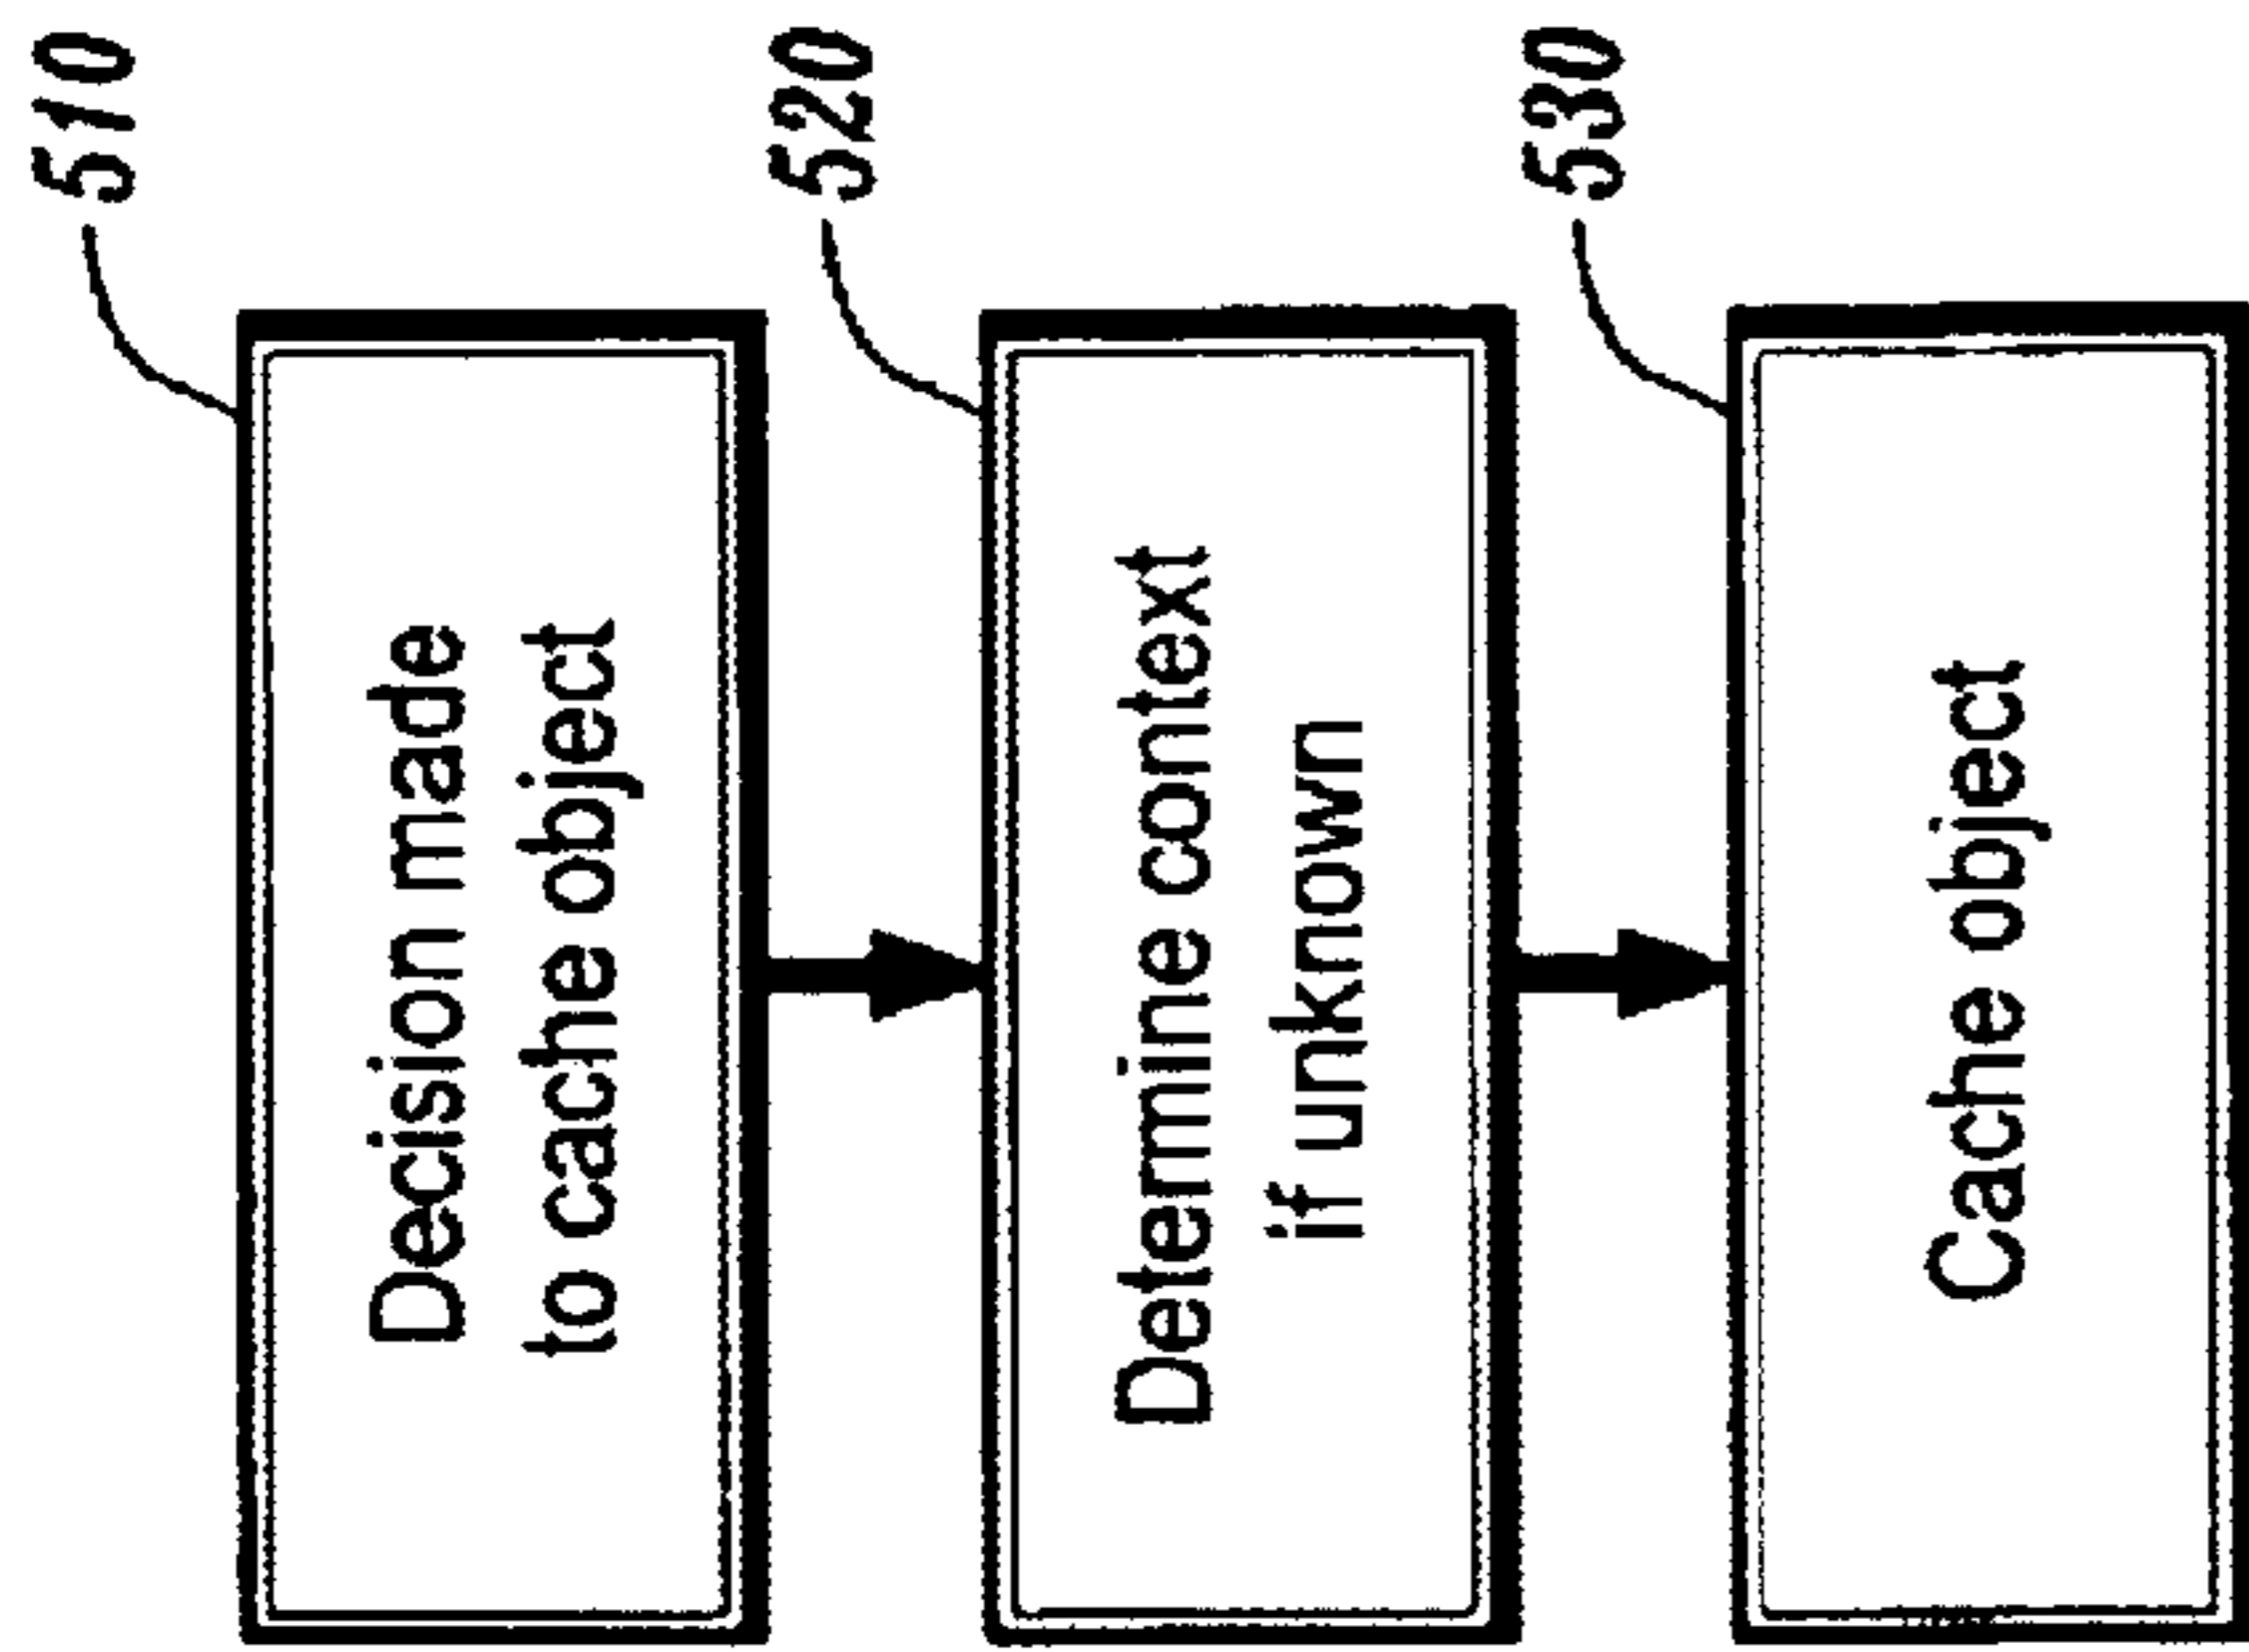 510
Decision made
to cache object
520
Determine context
if unknown
530
Cache object